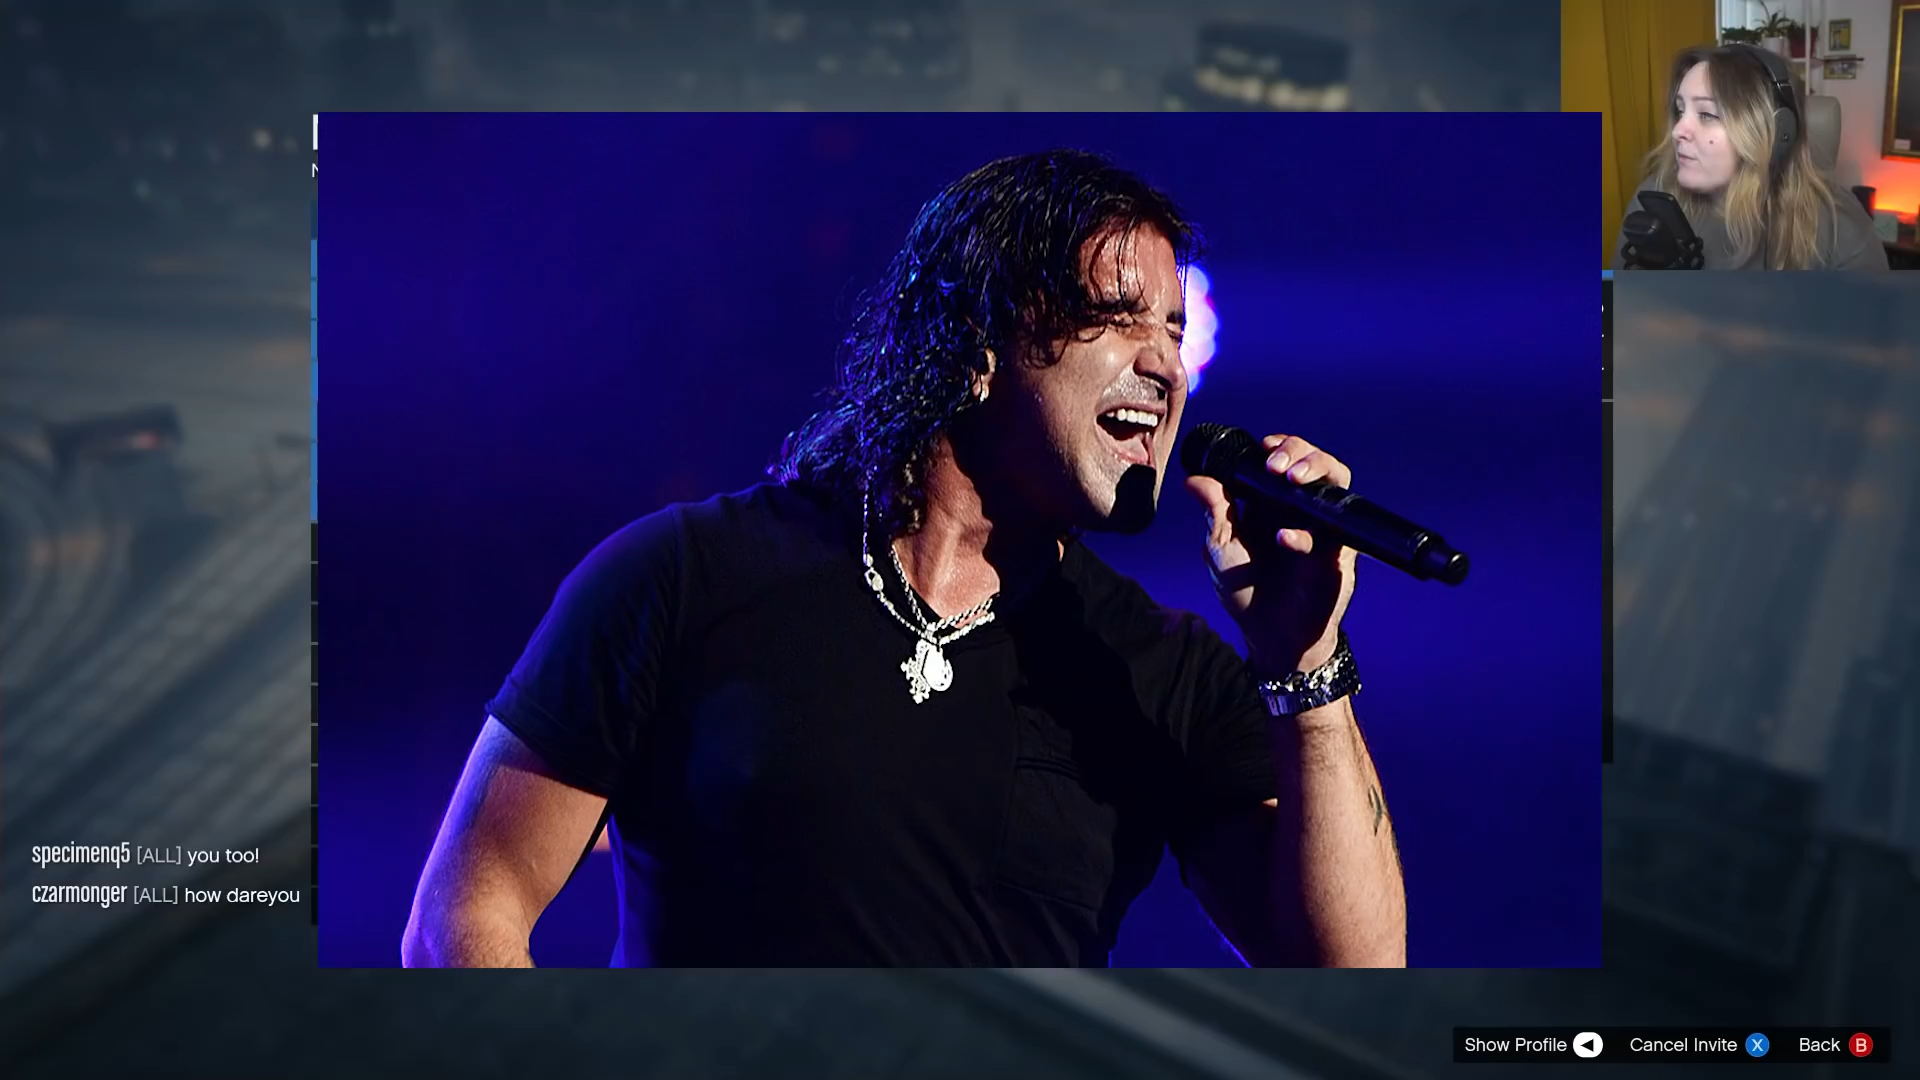 specimenq5 [ALL] you too!
czarmonger [ALL] how dareyou
Show Profile
Cancel Invite X
Back B